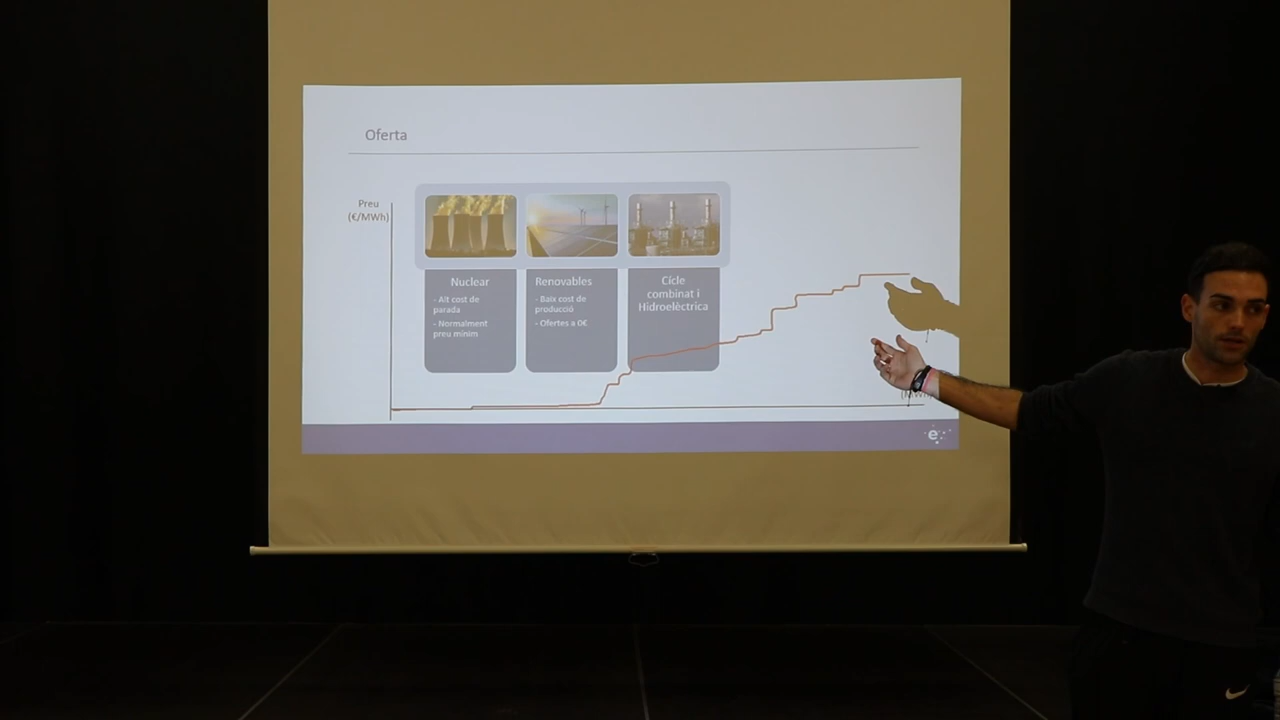 Oferta
Preu
(€/MWh)
Nuclear
- Alt cost de
parada
- Normalment
preu mínim
Renovables
- Baix cost de
producció
- Ofertes a 0€
Cicle
combinat i
Hidroelèctrica
(MWh)
e